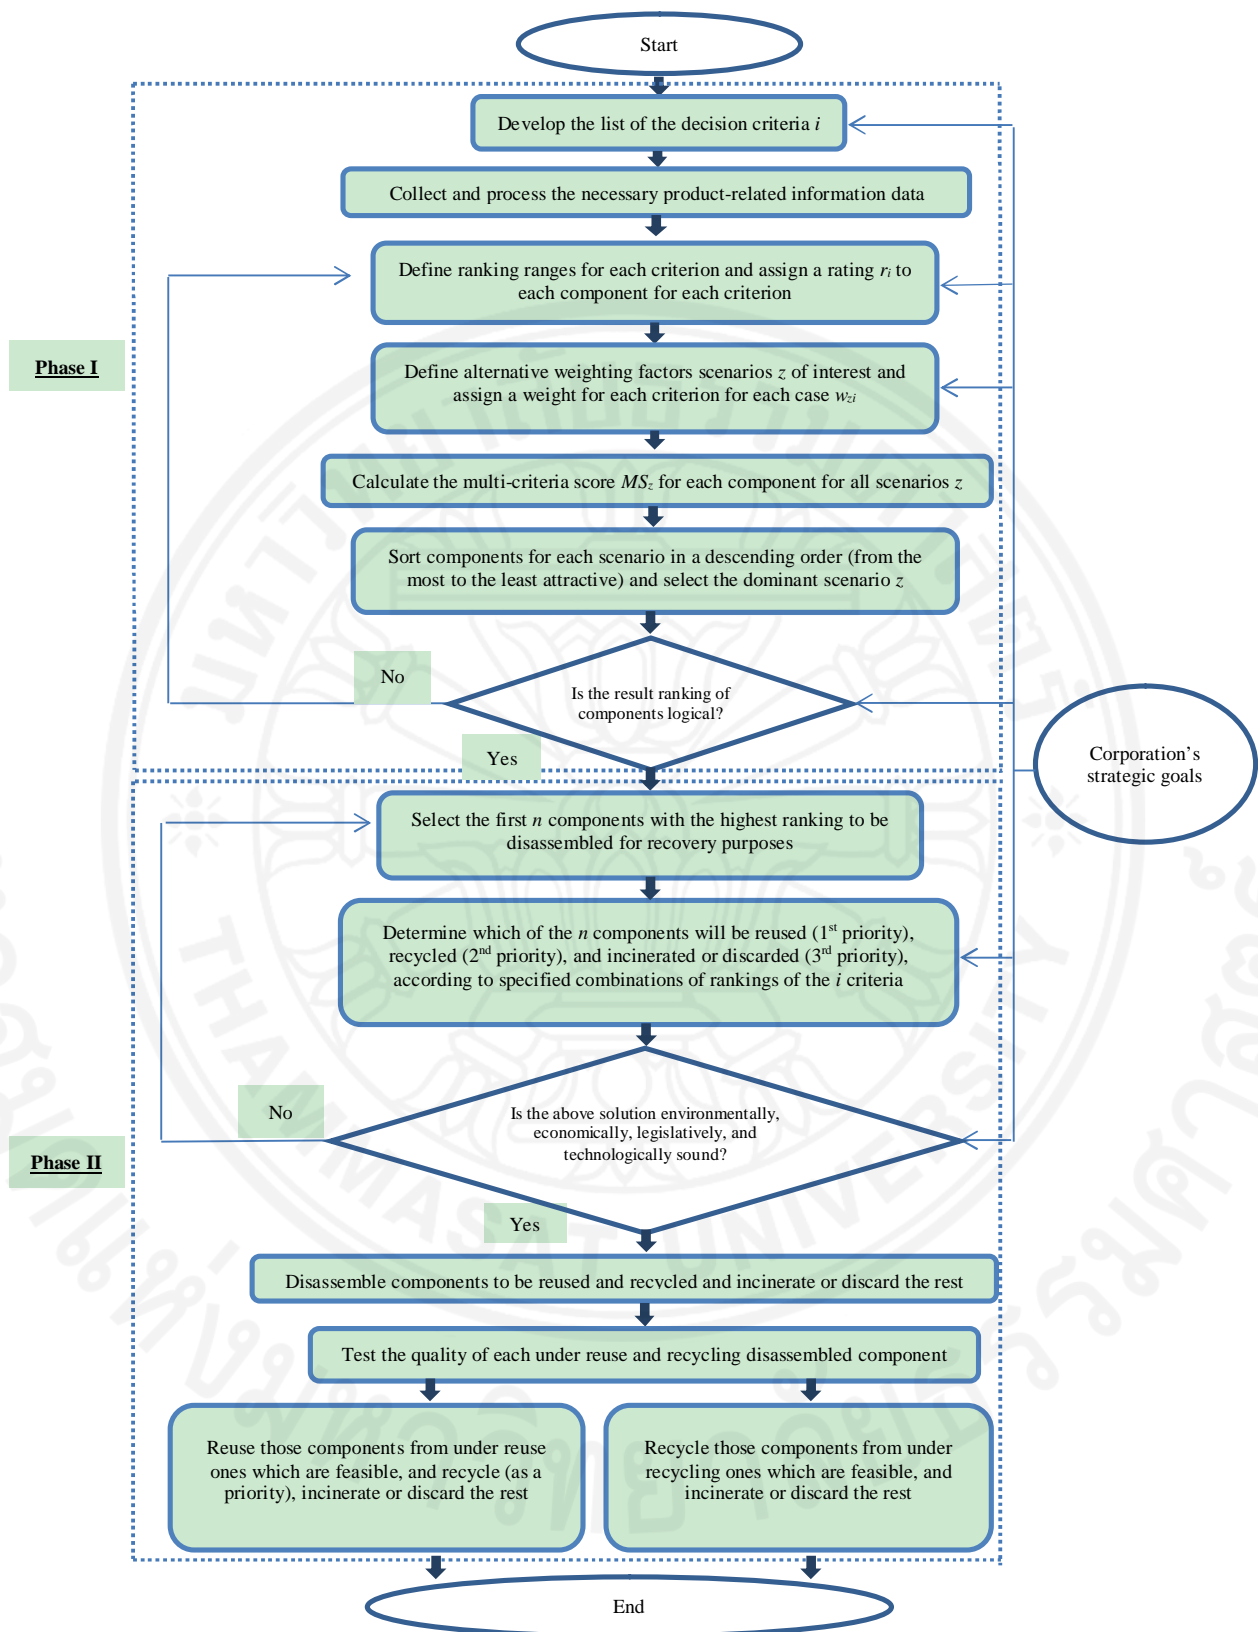 Start
Develop the list of the decision criteria i
Collect and process the necessary product-related information data
Define ranking ranges for each criterion and assign a rating ri to
each component for each criterion
Phase I
Define alternative weighting factors scenarios z of interest and
assign a weight for each criterion for each case wzi
Calculate the multi-criteria score MSz for each component for all scenarios z
Sort components for each scenario in a descending order (from the
most to the least attractive) and select the dominant scenario z
No
Is the result ranking of
components logical?
Yes
Corporation's
strategic goals
Select the first n components with the highest ranking to be
disassembled for recovery purposes
Determine which of the n components will be reused (1st priority),
recycled (2nd priority), and incinerated or discarded (3rd priority),
according to specified combinations of rankings of the i criteria
No
Is the above solution environmentally,
economically, legislatively, and
technologically sound?
Phase II
Yes
Disassemble components to be reused and recycled and incinerate or discard the rest
Test the quality of each under reuse and recycling disassembled component
Reuse those components from under reuse
ones which are feasible, and recycle (as a
priority), incinerate or discard the rest
Recycle those components from under
recycling ones which are feasible, and
incinerate or discard the rest
End
THAMMASAT UNIVERSITY